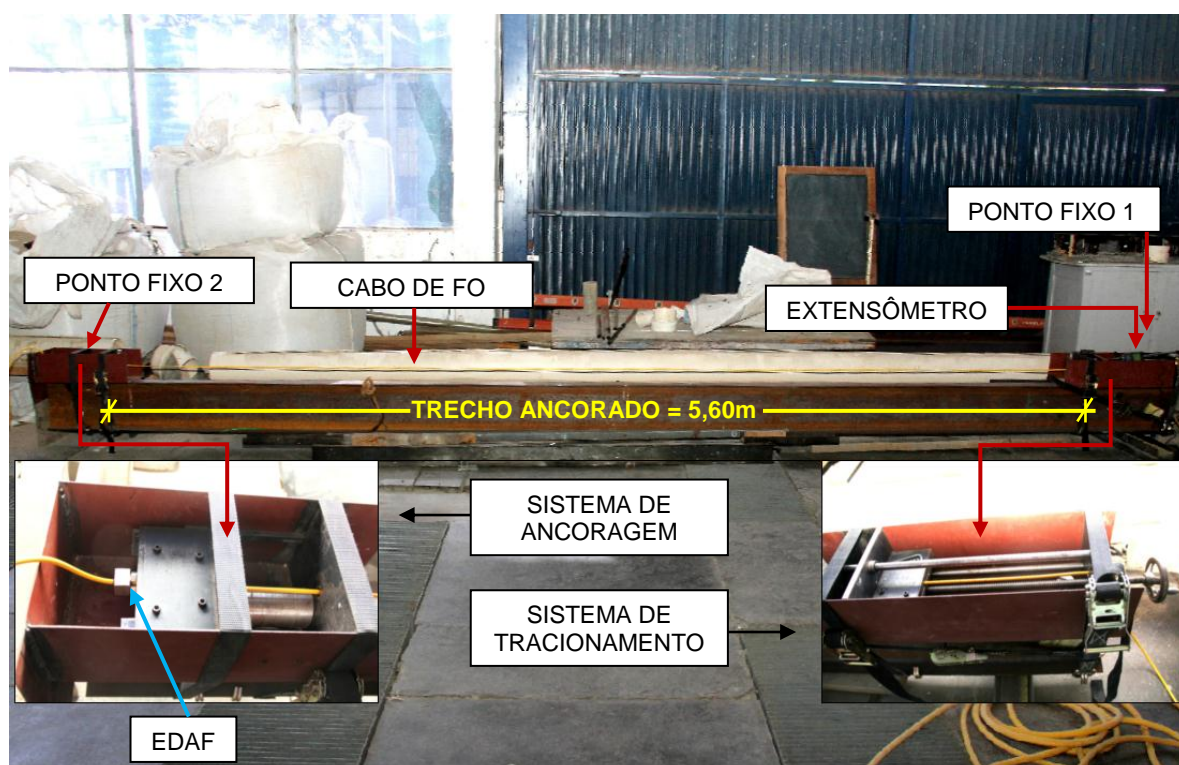 PONTO FIXO 1
PONTO FIXO 2
CABO DE FO
EXTENSÔMETRO
TRECHO ANCORADO = 5,60m
SISTEMA DE
ANCORAGEM
SISTEMA DE
TRACIONAMENTO
EDAF